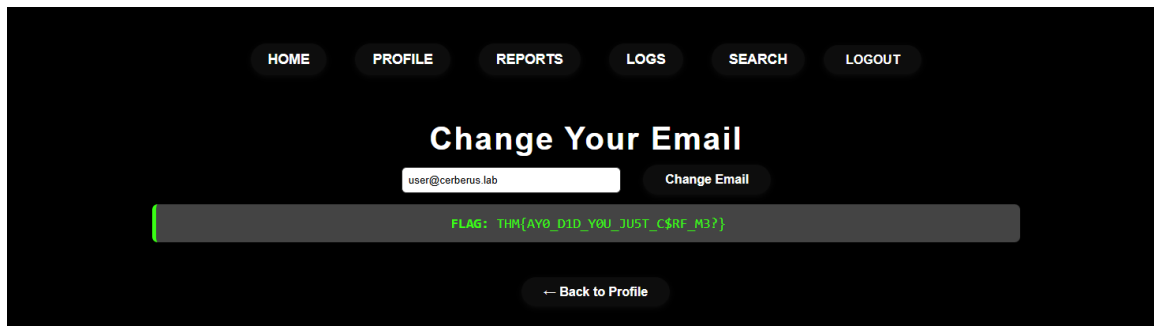 HOME PROFILE REPORTS LOGS SEARCH LOGOUT
Change Your Email
user@cerberus.lab Change Email
FLAG: THM{AY0_D1D_Y0U_JU5T_C$RF_M3?}
← Back to Profile